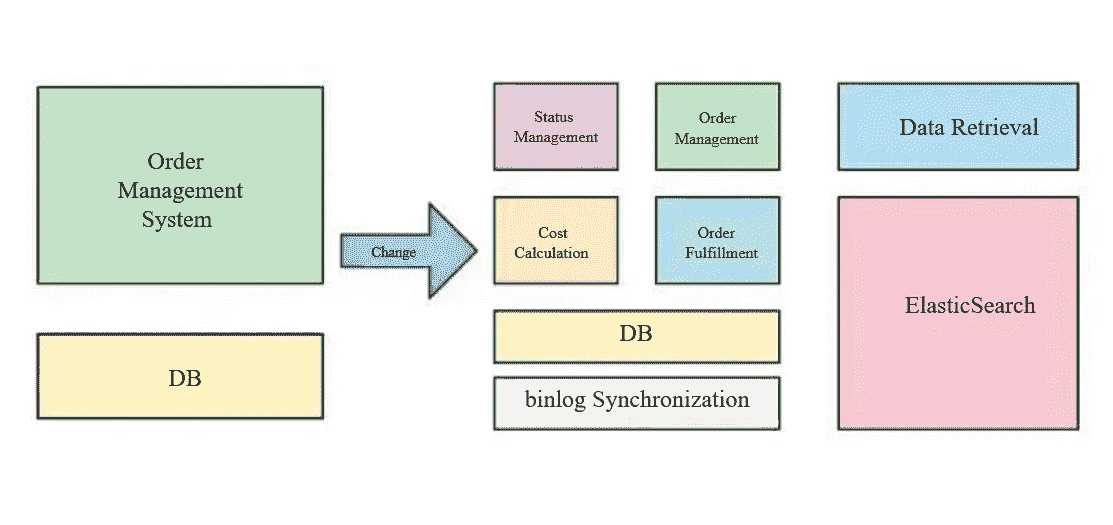 Order
Management
System
DB
Change
Status
Management
Order
Management
Cost
Calculation
Order
Fulfillment
DB
binlog Synchronization
Data Retrieval
ElasticSearch